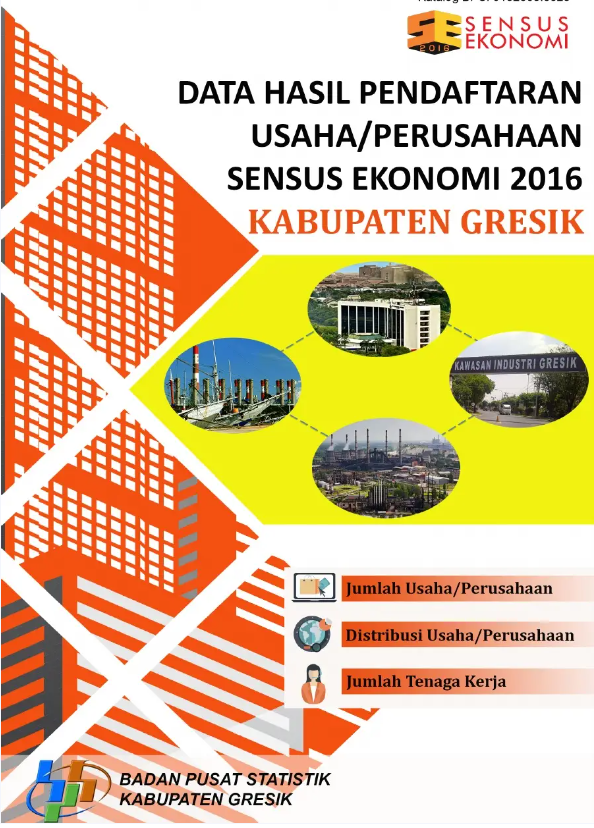 SENSUS
EKONOMI
2016
DATA HASIL PENDAFTARAN
USAHA/PERUSAHAAN
SENSUS EKONOMI 2016
KABUPATEN GRESIK
KAWASAN INDUSTRI GRESIK
Jumlah Usaha/Perusahaan
Distribusi Usaha/Perusahaan
Jumlah Tenaga Kerja
BADAN PUSAT STATISTIK
KABUPATEN GRESIK